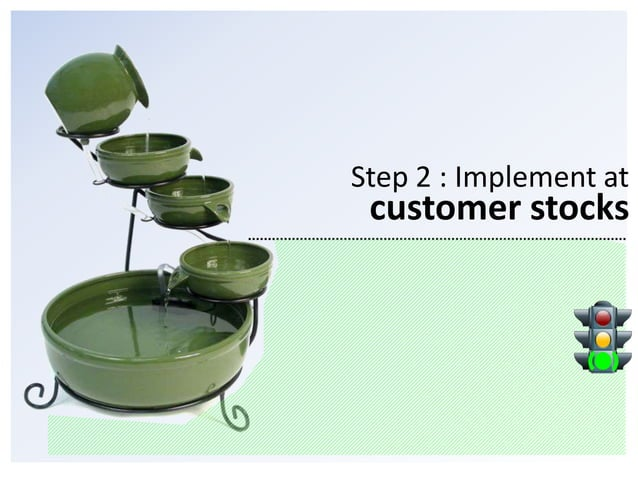 Step 2 : Implement at
customer stocks